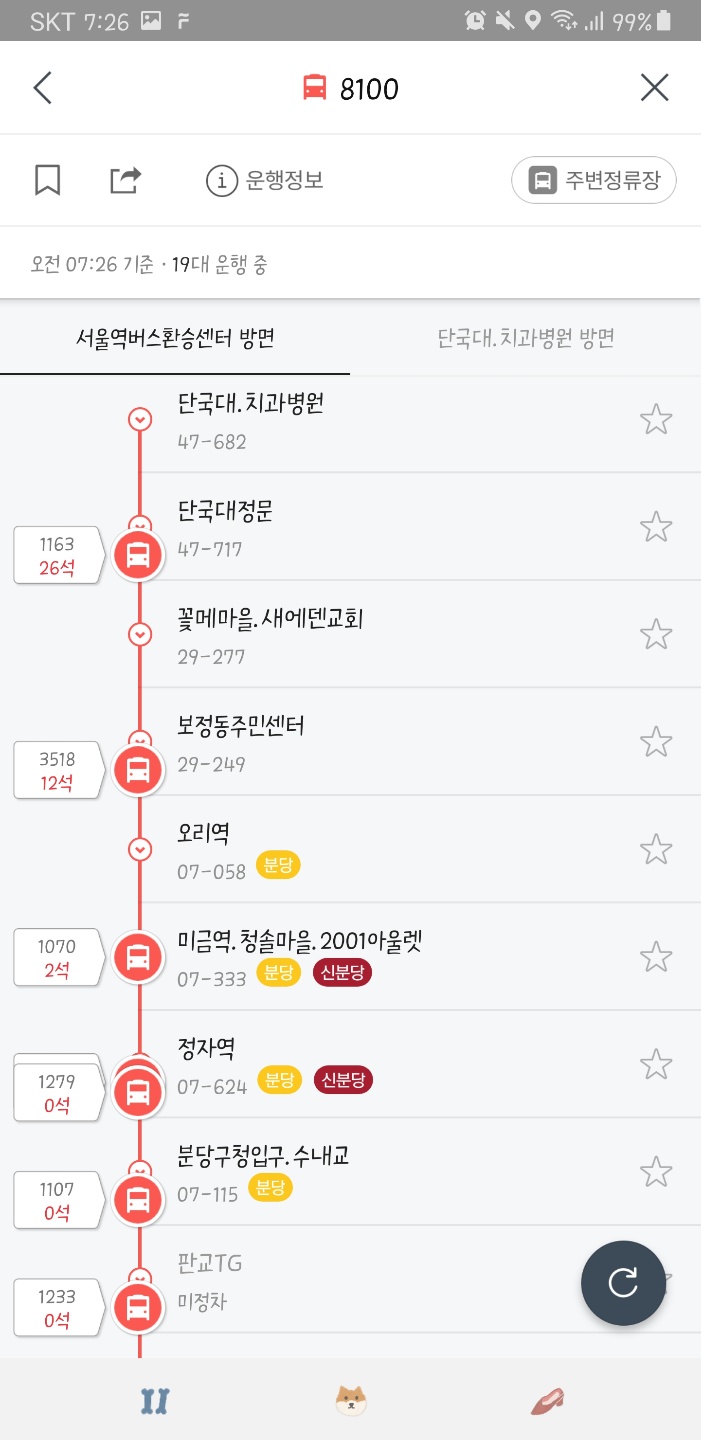 SKT 7:26
99%
8100
운행정보
주변정류장
오전 07:26 기준 · 19대 운행 중
서울역버스환승센터 방면
단국대.치과병원 방면
단국대.치과병원
47-682
단국대정문
1163
26석
47-717
꽃메마을.새에덴교회
29-277
보정동주민센터
3518
12석
29-249
오리역
07-058 분당
미금역.청솔마을.2001아울렛
1070
2석
07-333 분당 신분당
정자역
1279
0석
07-624 분당 신분당
분당구청입구.수내교
1107
0석
07-115 분당
판교TG
1233
0석
미정차